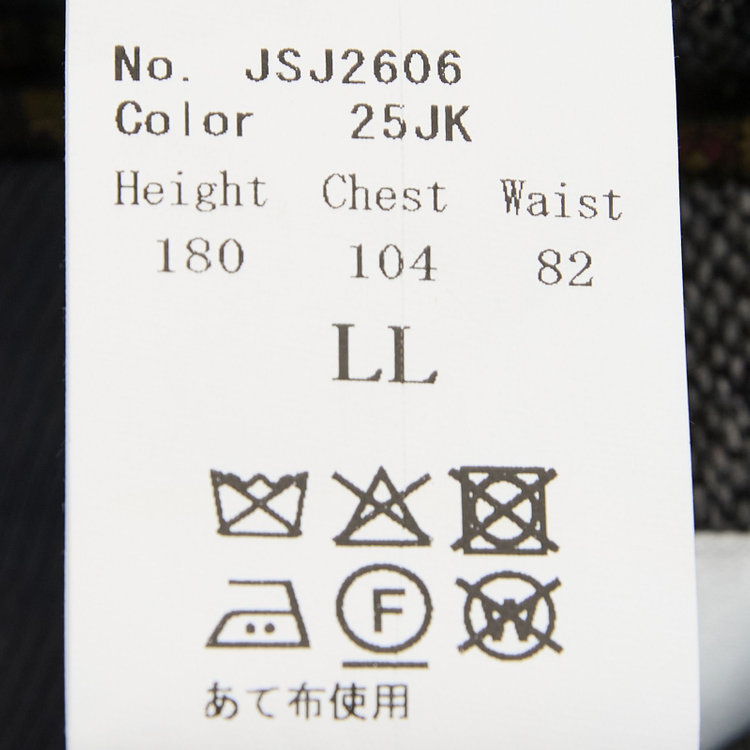 No. JSJ2606
Color 25JK
Height Chest Waist
180 104 82
LL
F W
あて布使用